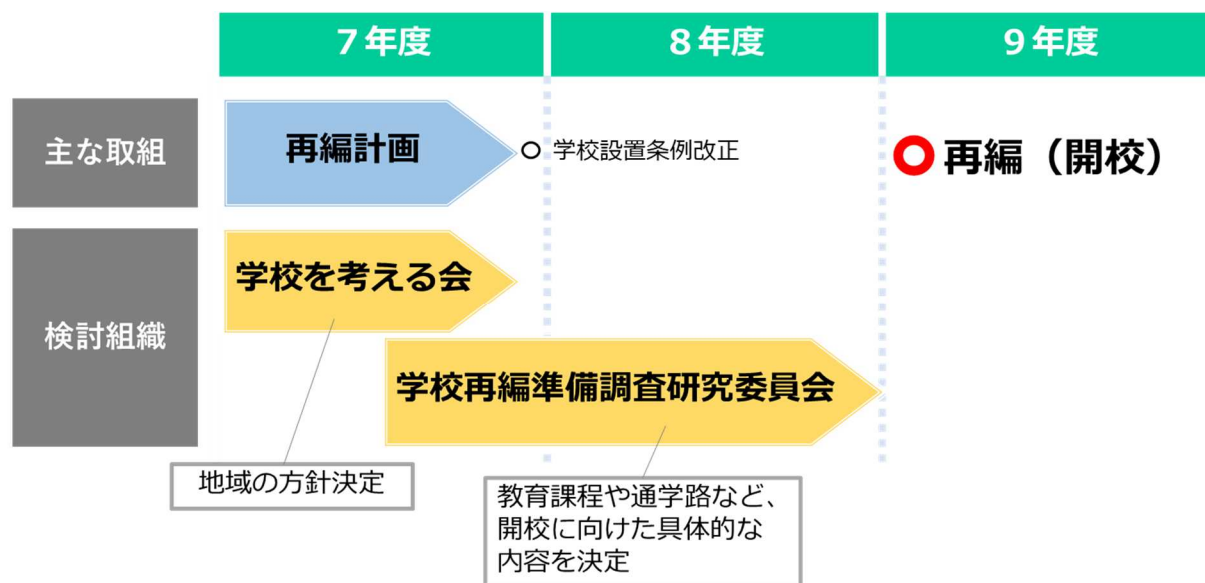 7年度
8年度
9年度
主な取組
再編計画
学校設置条例改正
再編（開校）
検討組織
学校を考える会
学校再編準備調査研究委員会
地域の方針決定
教育課程や通学路など、
開校に向けた具体的な
内容を決定